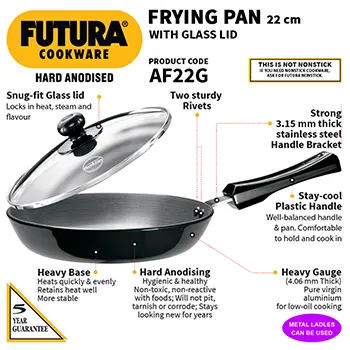 FUTURA®
COOKWARE
HARD ANODISED
FRYING PAN 22 cm
WITH GLASS LID
PRODUCT CODE
AF22G
THIS IS NOT NONSTICK
IF YOU NEED NONSTICK COOKWARE,
ASK FOR FUTURA NONSTICK.
Snug-fit Glass lid
Locks in heat, steam and
flavour
Two sturdy
Rivets
Strong
3.15 mm thick
stainless steel
Handle Bracket
Stay-cool
Plastic Handle
Well-balanced handle
& pan. Comfortable
to hold and cook in
Heavy Base
Heats quickly & evenly
Retains heat well
More stable
Hard Anodising
Hygienic & healthy
Non-toxic, non-reactive
with foods; Will not pit,
tarnish or corrode; Stays
looking new for years
Heavy Gauge
(4.06 mm Thick)
Pure virgin
aluminium
for low-oil cooking
5
YEAR
GUARANTEE
METAL LADLES
CAN BE USED